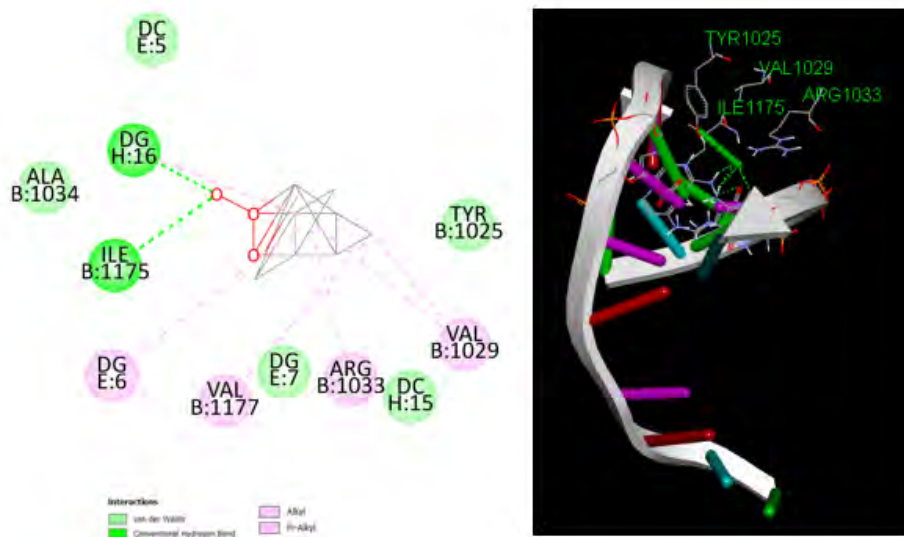 DC
E:5
DG
H:16
ALA
B:1034
ILE
B:1175
TYR
B:1025
DG
E:6
VAL
B:1177
DG
E:7
ARG
B:1033
DC
H:15
VAL
B:1029
Interactions
van der Waals
Conventional Hydrogen Bond
Alkyl
Pi-Alkyl
TYR1025
VAL1029
ILE1175
ARG1033